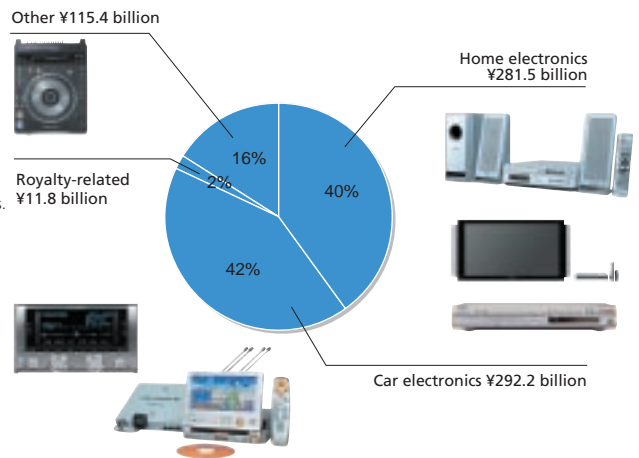 Other ¥115.4 billion
Home electronics
¥281.5 billion
16%
2%
40%
Royalty-related
¥11.8 billion
s.
42%
Car electronics ¥292.2 billion